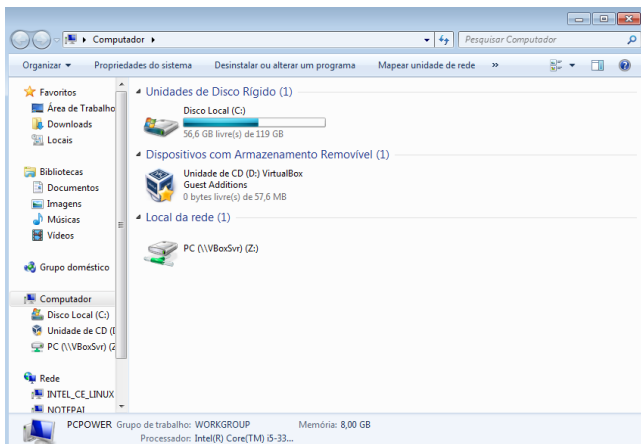 Computador
Pesquisar Computador
Organizar
Propriedades do sistema
Desinstalar ou alterar um programa
Mapear unidade de rede
»
Favoritos
Área de Trabalho
Downloads
Locais
Bibliotecas
Documentos
Imagens
Músicas
Vídeos
Grupo doméstico
Computador
Disco Local (C:)
Unidade de CD (D
PC (\\VBoxSvr) (Z
Rede
INTEL_CE_LINUX
NOTEPAI
Unidades de Disco Rígido (1)
Disco Local (C:)
56,6 GB livre(s) de 119 GB
Dispositivos com Armazenamento Removível (1)
Unidade de CD (D:) VirtualBox
Guest Additions
0 bytes livre(s) de 57,6 MB
Local da rede (1)
PC (\\VBoxSvr) (Z:)
PCPOWER Grupo de trabalho: WORKGROUP Memória: 8,00 GB
Processador: Intel(R) Core(TM) i5-33...